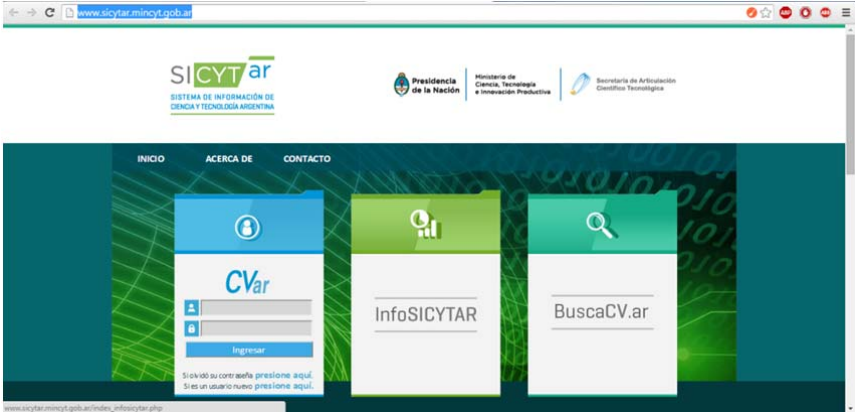 www.sicytar.mincyt.gob.ar
SICYTar
SISTEMA DE INFORMACIÓN DE
CIENCIA Y TECNOLOGÍA ARGENTINA
Presidencia
de la Nación
Ministerio de
Ciencia, Tecnología
e Innovación Productiva
Secretaría de Articulación
Científico Tecnológica
INICIO ACERCA DE CONTACTO
CVar
Ingresar
Si olvidó su contraseña presione aquí.
Si es un usuario nuevo presione aquí.
InfoSICYTAR
BuscaCV.ar
www.sicytar.mincyt.gob.ar/index_infosicytar.php